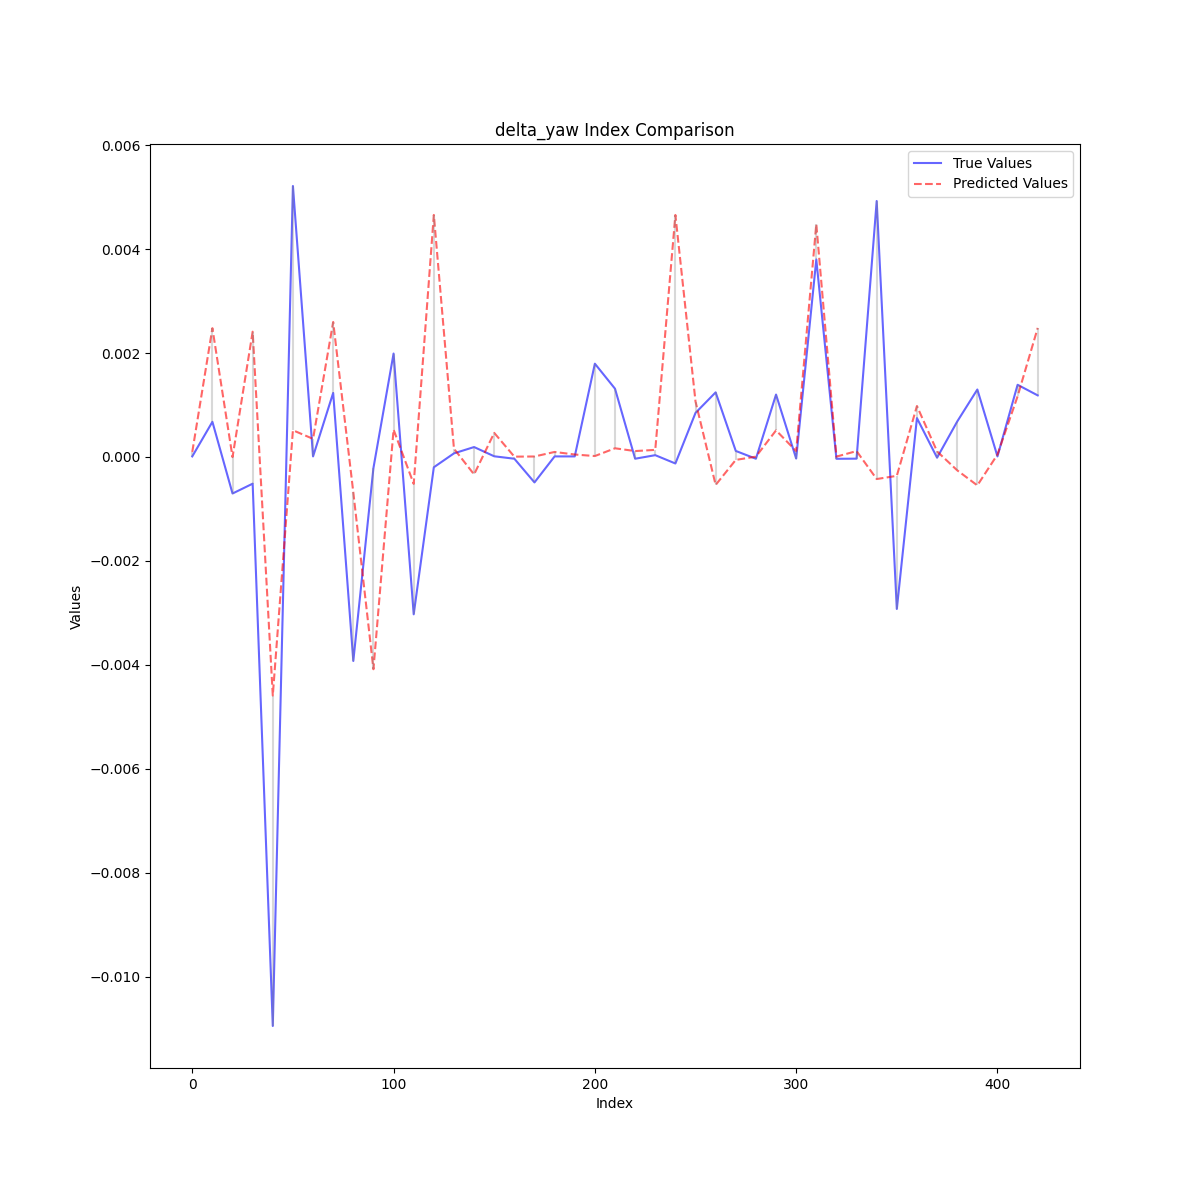 delta_yaw Index Comparison
True Values
Predicted Values
0.006
0.004
0.002
0.000
−0.002
−0.004
−0.006
−0.008
−0.010
Values
0
100
200
300
400
Index